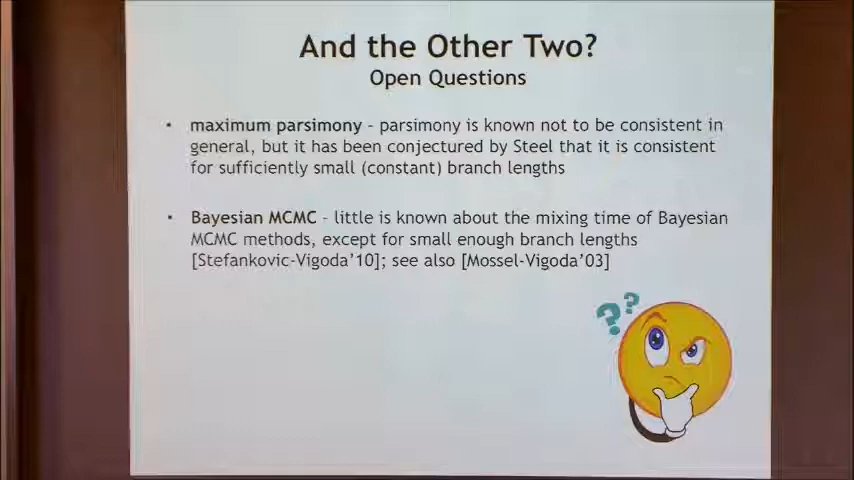 And the Other Two?
Open Questions
• maximum parsimony – parsimony is known not to be consistent in
general, but it has been conjectured by Steel that it is consistent
for sufficiently small (constant) branch lengths
• Bayesian MCMC – little is known about the mixing time of Bayesian
MCMC methods, except for small enough branch lengths
[Stefankovic-Vigoda'10]; see also [Mossel-Vigoda'03]
??